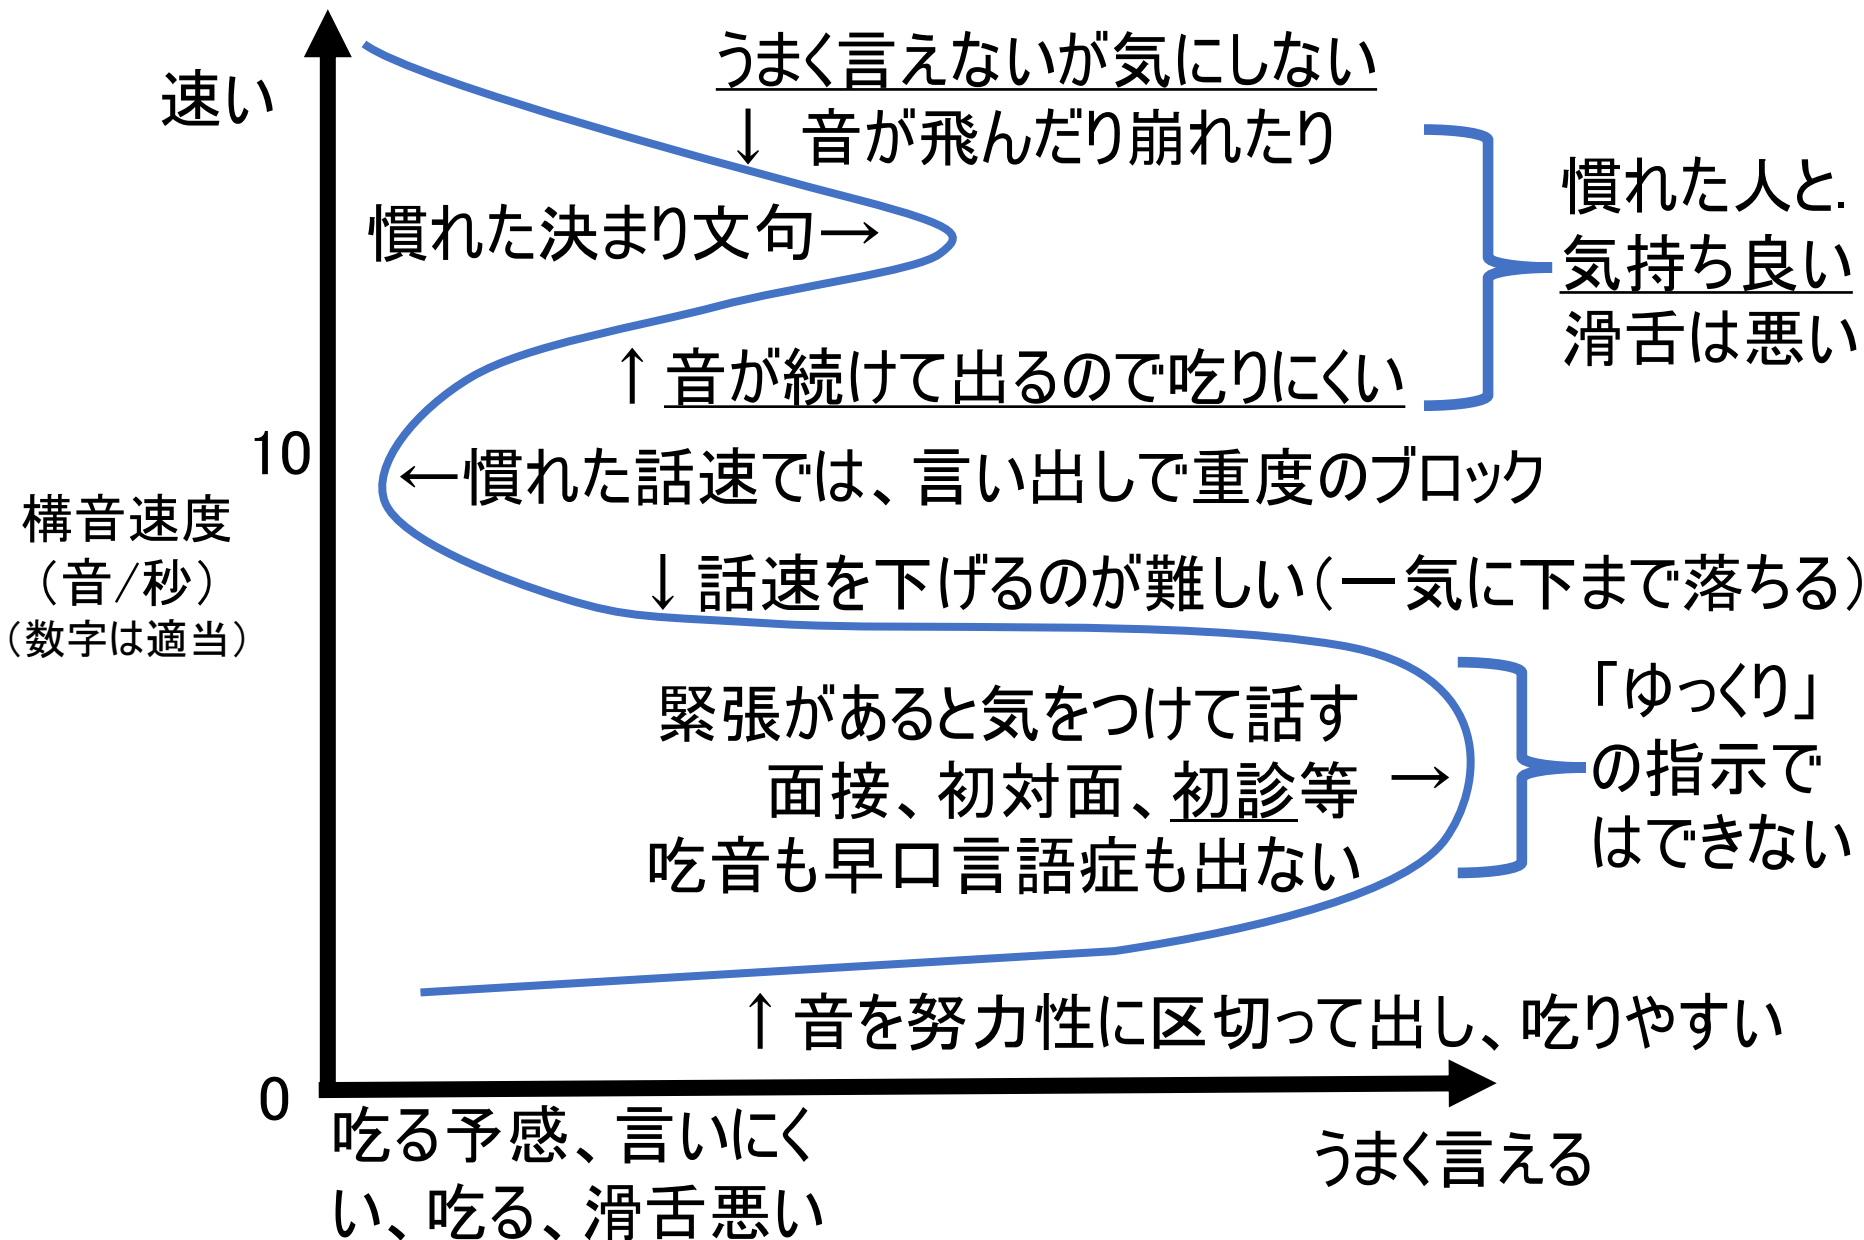 速い
うまく言えないが気にしない
↓ 音が飛んだり崩れたり
慣れた決まり文句→
慣れた人と.
気持ち良い
滑舌は悪い
↑音が続けて出るので吃りにくい
10
←慣れた話速では、言い出しで重度のブロック
構音速度
（音/秒）
（数字は適当）
↓話速を下げるのが難しい（一気に下まで落ちる）
緊張があると気をつけて話す
面接、初対面、初診等 →
吃音も早口言語症も出ない
「ゆっくり」
の指示で
はできない
↑音を努力性に区切って出し、吃りやすい
0
吃る予感、言いにく
い、吃る、滑舌悪い
うまく言える